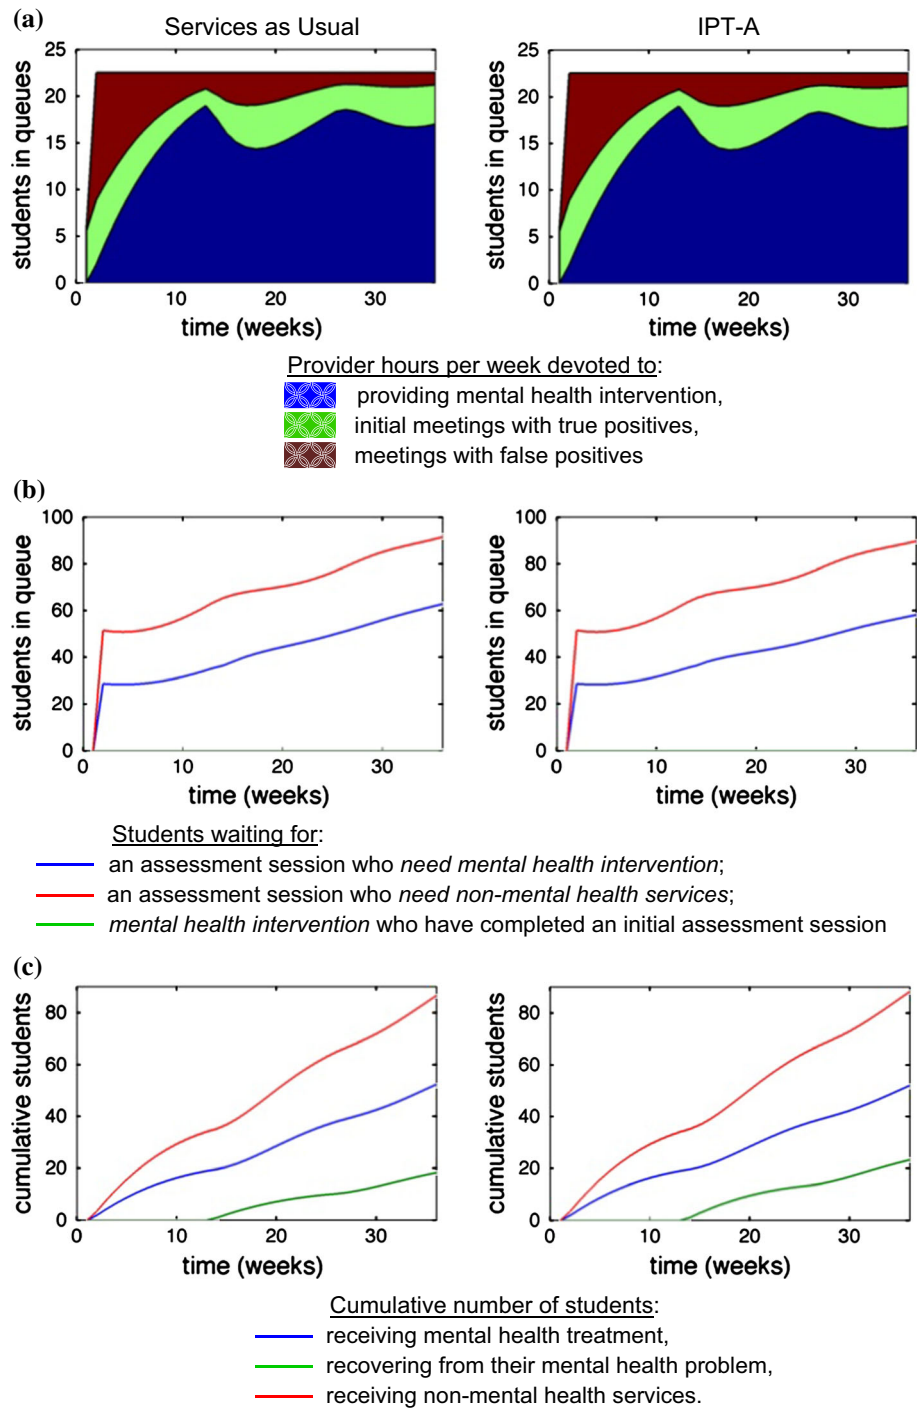 (a)
Services as Usual
IPT-A
students in queues
25
20
15
10
5
0
0 10 20 30
time (weeks)
students in queues
25
20
15
10
5
0
0 10 20 30
time (weeks)
Provider hours per week devoted to:
providing mental health intervention,
initial meetings with true positives,
meetings with false positives
(b)
students in queue
100
80
60
40
20
0
0 10 20 30
time (weeks)
students in queue
100
80
60
40
20
0
0 10 20 30
time (weeks)
Students waiting for:
an assessment session who need mental health intervention;
an assessment session who need non-mental health services;
mental health intervention who have completed an initial assessment session
(c)
cumulative students
80
60
40
20
0
0 10 20 30
time (weeks)
cumulative students
80
60
40
20
0
0 10 20 30
time (weeks)
Cumulative number of students:
receiving mental health treatment,
recovering from their mental health problem,
receiving non-mental health services.